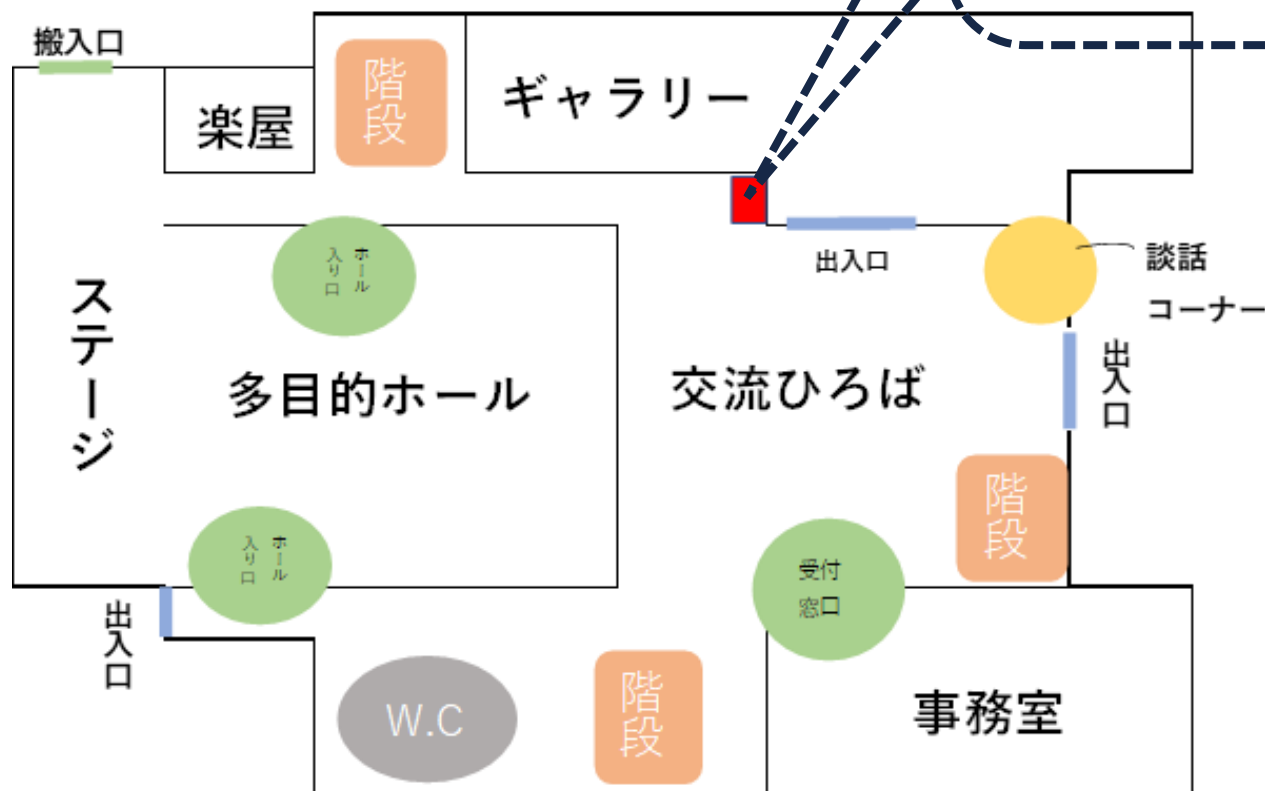 搬入口
楽屋
階段
ギャラリー
ホール
入り口
出入口
談話
コーナー
ステージ
多目的ホール
交流ひろば
出入口
階段
ホール
入り口
受付
窓口
出入口
W.C
階段
事務室